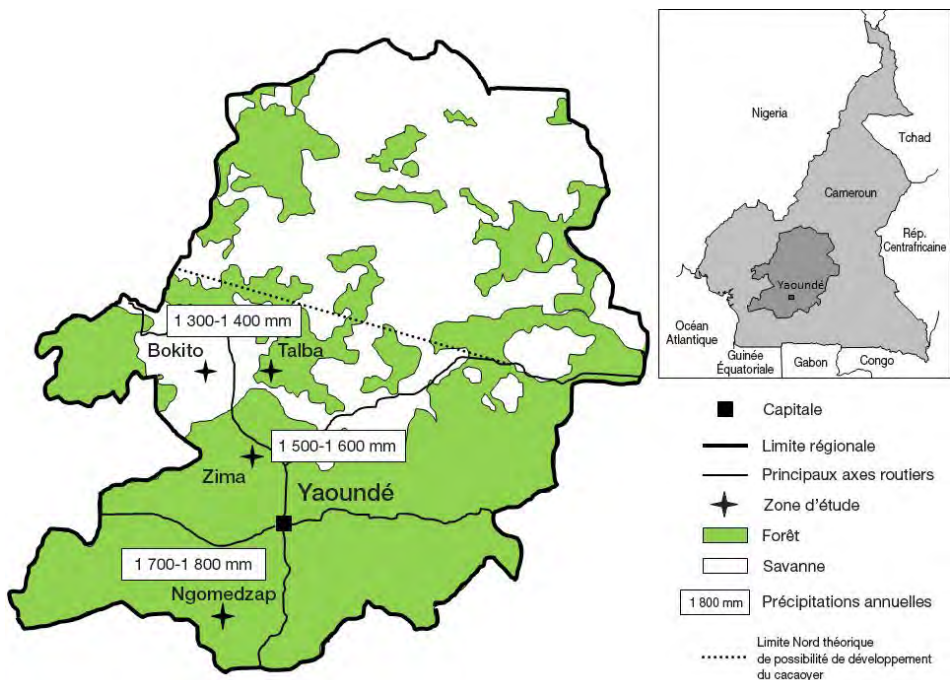 1 300-1 400 mm
Bokito
Talba
1 500-1 600 mm
Zima
Yaoundé
1 700-1 800 mm
Ngomedzap
Nigeria
Tchad
Cameroun
Rép.
Centrafricaine
Yaoundé
Océan
Atlantique
Guinée
Équatoriale
Gabon
Congo
Capitale
Limite régionale
Principaux axes routiers
Zone d'étude
Forêt
Savanne
1 800 mm
Précipitations annuelles
Limite Nord théorique
de possibilité de développement
du cacaoyer